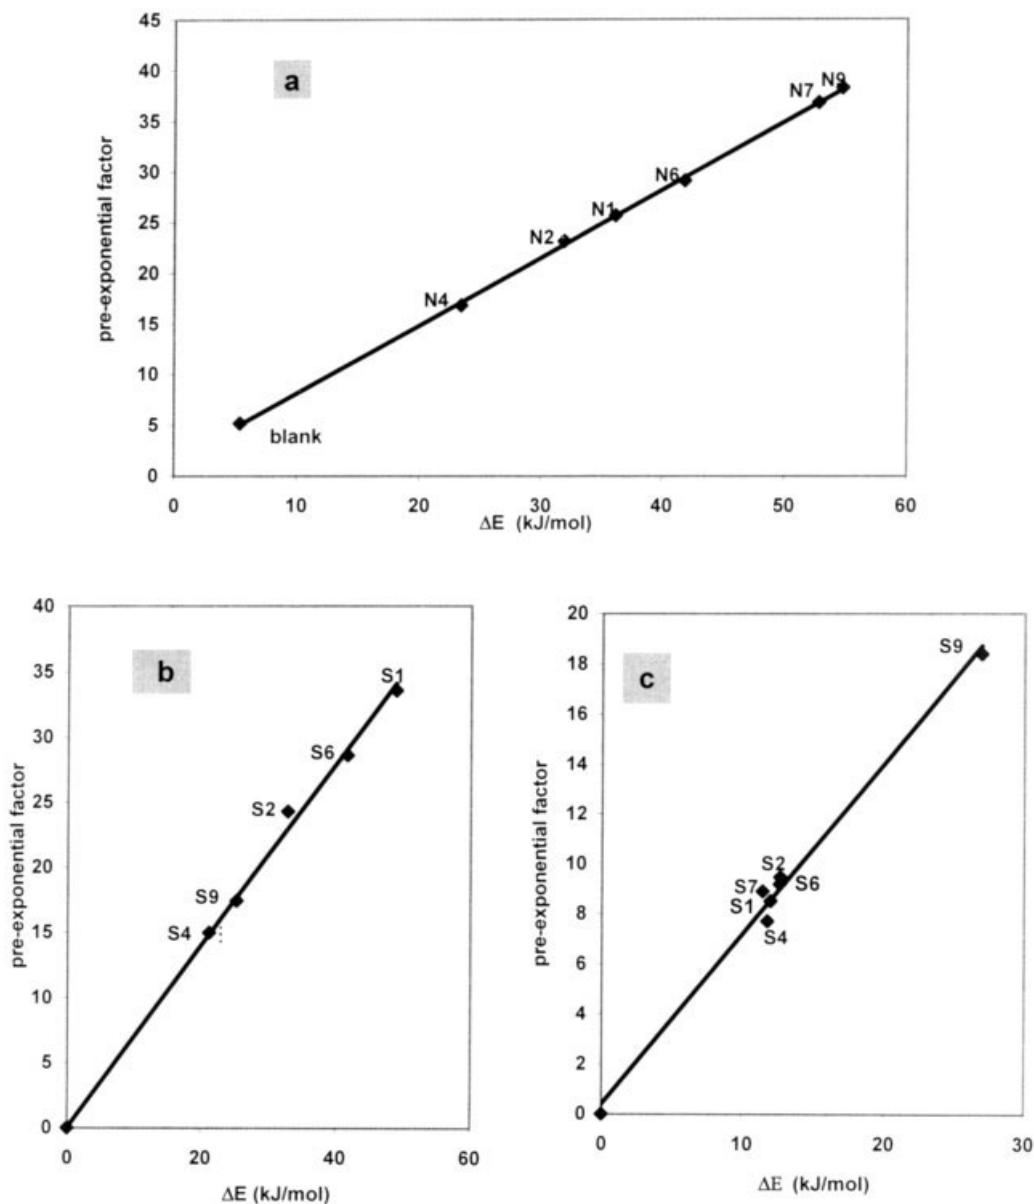 45
40
35
30
25
20
15
10
5
0
pre-exponential factor
a
N7 N9
N6
N1
N2
N4
blank
0 10 20 30 40 50 60
ΔE (kJ/mol)
40
35
30
25
20
15
10
5
0
pre-exponential factor
b
S1
S6
S2
S9
S4
0 20 40 60
ΔE (kJ/mol)
20
18
16
14
12
10
8
6
4
2
0
pre-exponential factor
c
S9
S2
S7 S6
S1
S4
0 10 20 30
ΔE (kJ/mol)